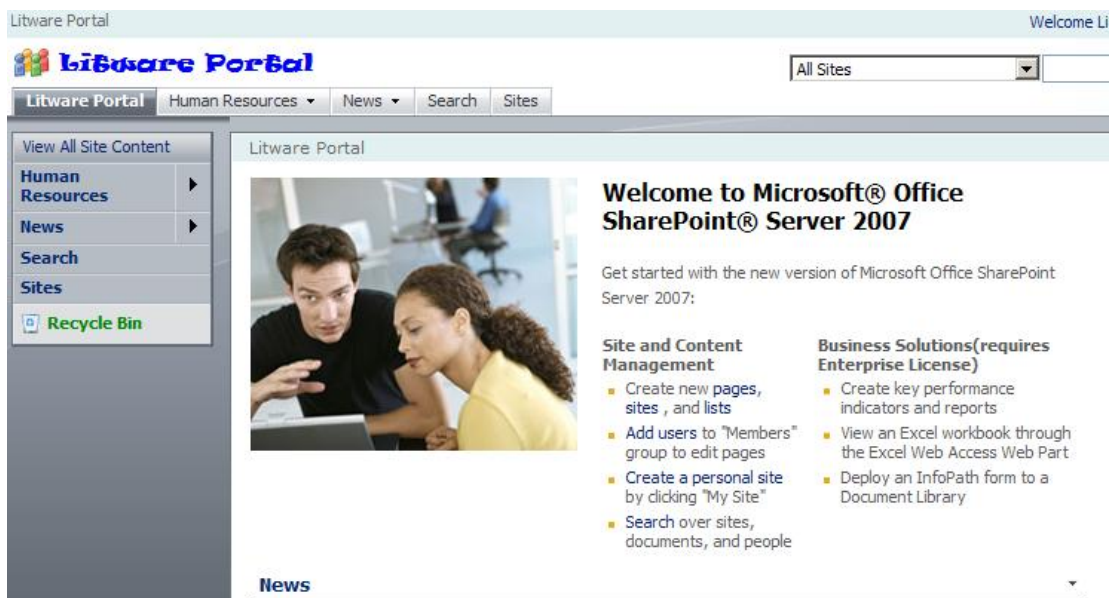 Litware Portal
Welcome Li
Litware Portal
All Sites
Litware Portal Human Resources News Search Sites
View All Site Content
Human
Resources
News
Search
Sites
Recycle Bin
Litware Portal
Welcome to Microsoft® Office
SharePoint® Server 2007
Get started with the new version of Microsoft Office SharePoint
Server 2007:
Site and Content
Management
Create new pages,
sites , and lists
Add users to "Members"
group to edit pages
Create a personal site
by clicking "My Site"
Search over sites,
documents, and people
Business Solutions(requires
Enterprise License)
Create key performance
indicators and reports
View an Excel workbook through
the Excel Web Access Web Part
Deploy an InfoPath form to a
Document Library
News